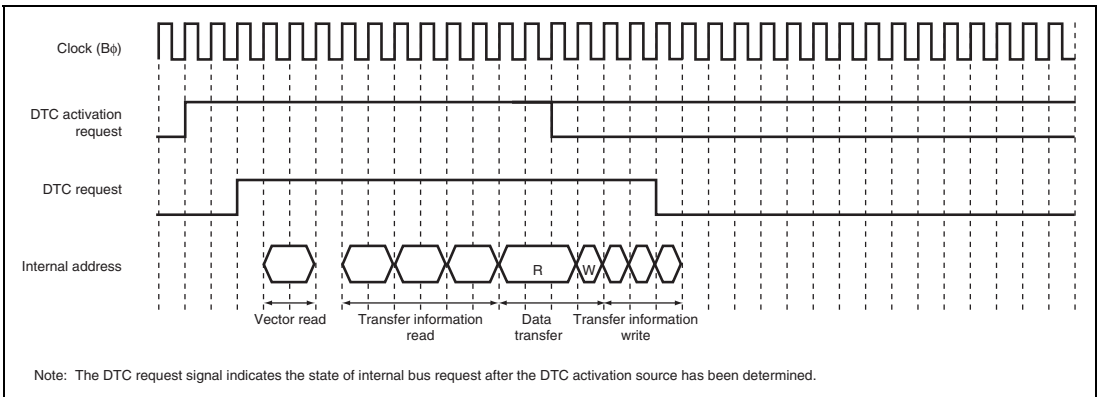 Clock (Bϕ)
DTC activation
request
DTC request
Internal address
R
W
Vector read
Transfer information
read
Data
transfer
Transfer information
write
Note: The DTC request signal indicates the state of internal bus request after the DTC activation source has been determined.